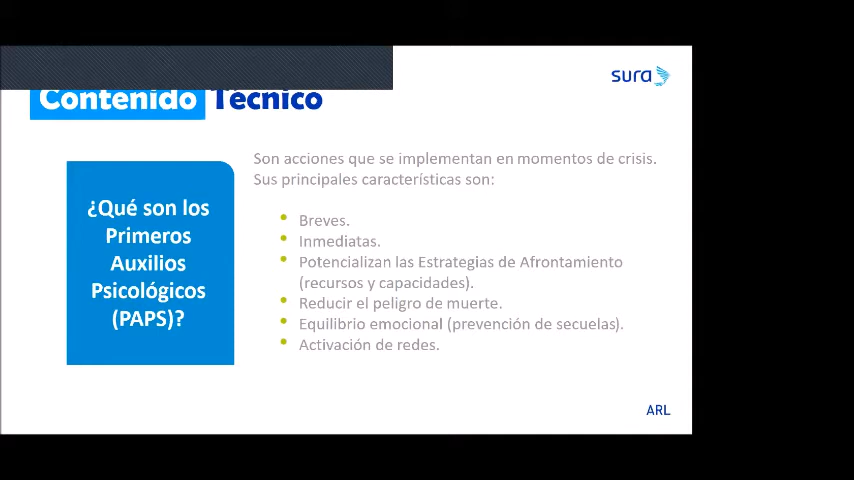 sura
Contenido Técnico
¿Qué son los
Primeros
Auxilios
Psicológicos
(PAPS)?
Son acciones que se implementan en momentos de crisis.
Sus principales características son:
• Breves.
• Inmediatas.
• Potencializan las Estrategias de Afrontamiento
(recursos y capacidades).
• Reducir el peligro de muerte.
• Equilibrio emocional (prevención de secuelas).
• Activación de redes.
ARL